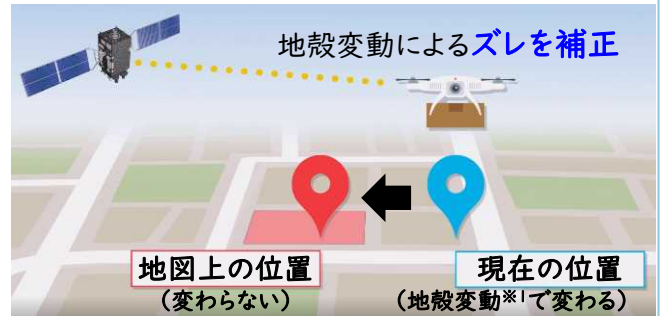 地殻変動によるズレを補正
地図上の位置
(変わらない)
現在の位置
(地殻変動※1で変わる)